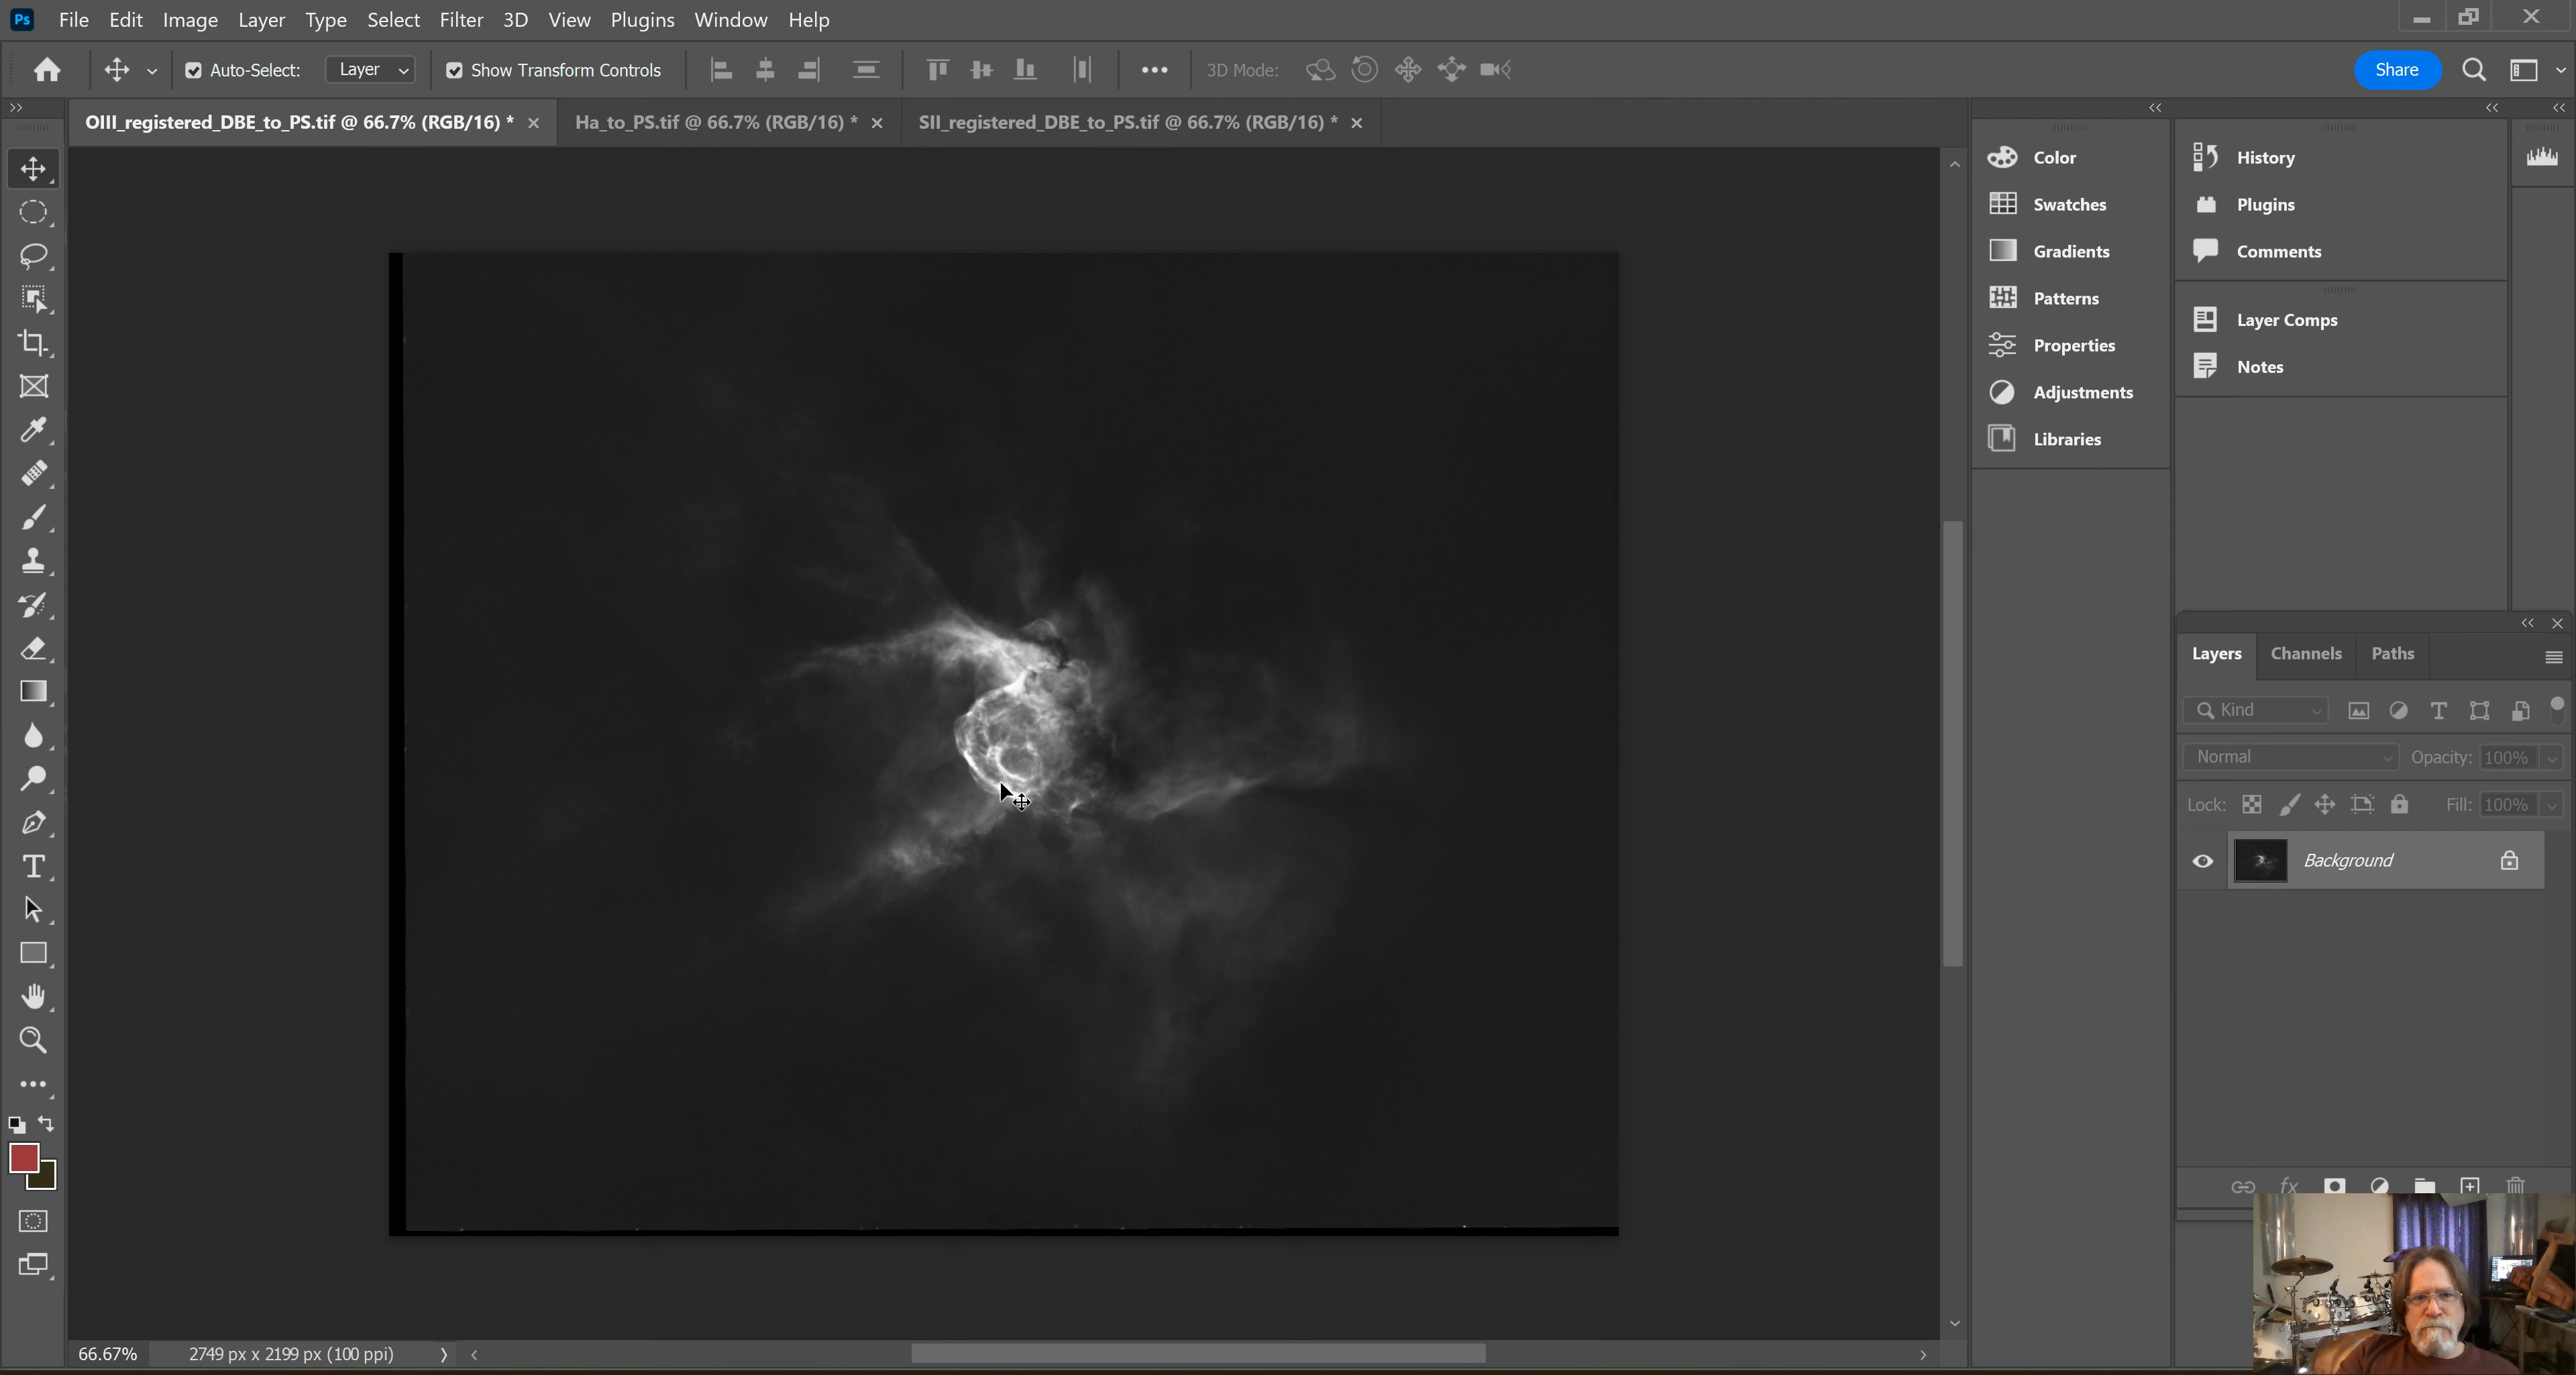 Ps File Edit Image Layer Type Select Filter 3D View Plugins Window Help
Auto-Select: Layer Show Transform Controls 3D Mode: Share
OIII_registered_DBE_to_PS.tif @ 66.7% (RGB/16) * Ha_to_PS.tif @ 66.7% (RGB/16) * SII_registered_DBE_to_PS.tif @ 66.7% (RGB/16) *
Color
Swatches
Gradients
Patterns
Properties
Adjustments
Libraries
History
Plugins
Comments
Layer Comps
Notes
Layers Channels Paths
Kind
Normal Opacity: 100%
Lock: Fill: 100%
Background
fx
66.67% 2749 px x 2199 px (100 ppi)